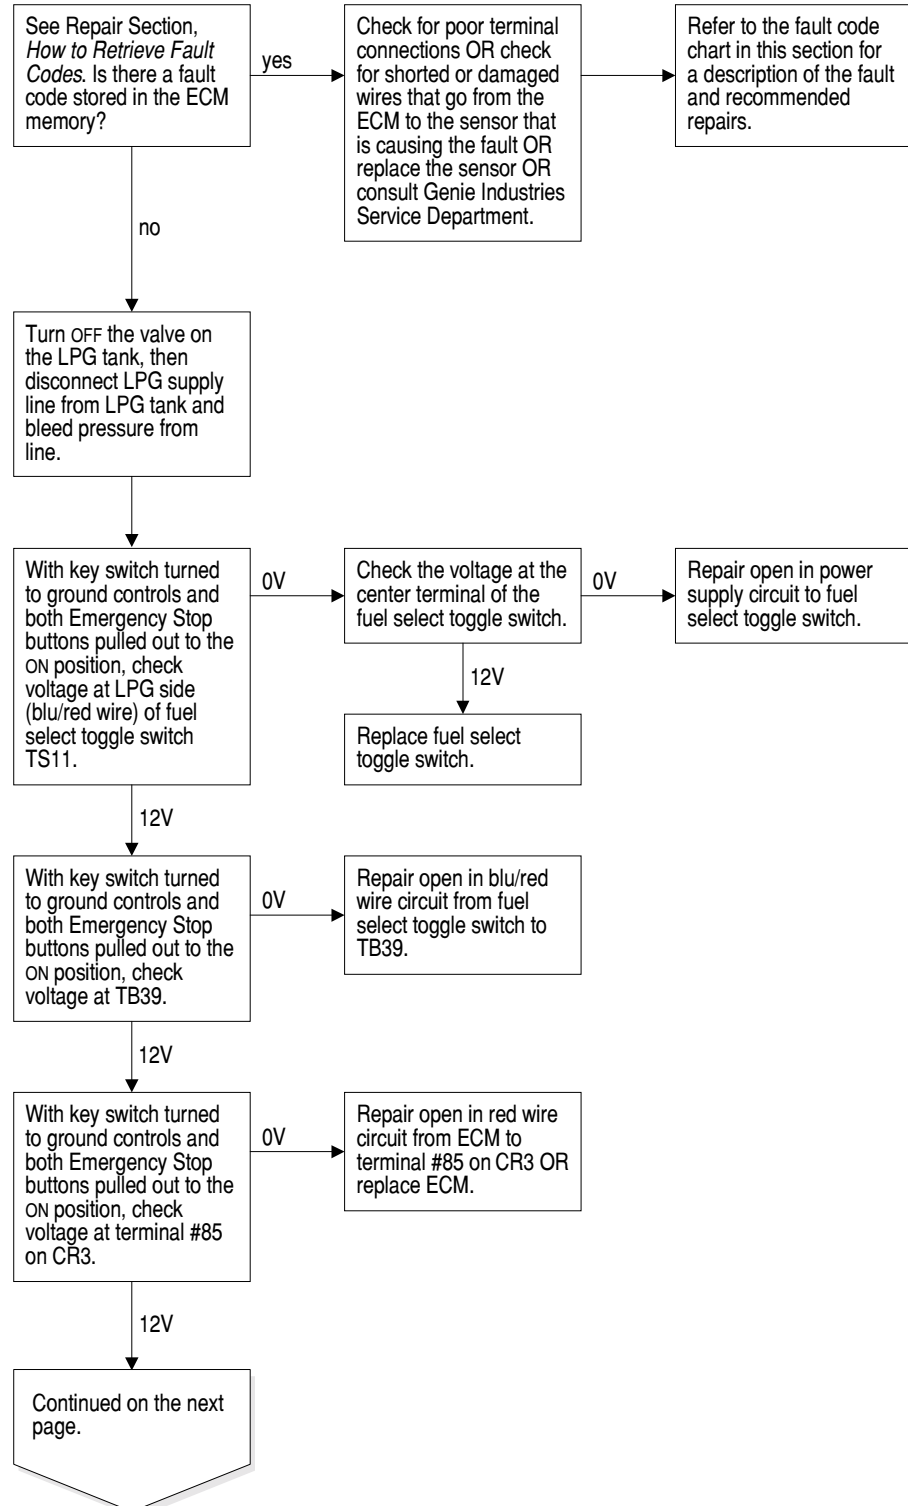 See Repair Section,
How to Retrieve Fault
Codes. Is there a fault
code stored in the ECM
memory?
yes
Check for poor terminal
connections OR check
for shorted or damaged
wires that go from the
ECM to the sensor that
is causing the fault OR
replace the sensor OR
consult Genie Industries
Service Department.
Refer to the fault code
chart in this section for
a description of the fault
and recommended
repairs.
no
Turn OFF the valve on
the LPG tank, then
disconnect LPG supply
line from LPG tank and
bleed pressure from
line.
With key switch turned
to ground controls and
both Emergency Stop
buttons pulled out to the
ON position, check
voltage at LPG side
(blu/red wire) of fuel
select toggle switch
TS11.
0V
Check the voltage at the
center terminal of the
fuel select toggle switch.
0V
Repair open in power
supply circuit to fuel
select toggle switch.
12V
Replace fuel select
toggle switch.
12V
With key switch turned
to ground controls and
both Emergency Stop
buttons pulled out to the
ON position, check
voltage at TB39.
0V
Repair open in blu/red
wire circuit from fuel
select toggle switch to
TB39.
12V
With key switch turned
to ground controls and
both Emergency Stop
buttons pulled out to the
ON position, check
voltage at terminal #85
on CR3.
0V
Repair open in red wire
circuit from ECM to
terminal #85 on CR3 OR
replace ECM.
12V
Continued on the next
page.